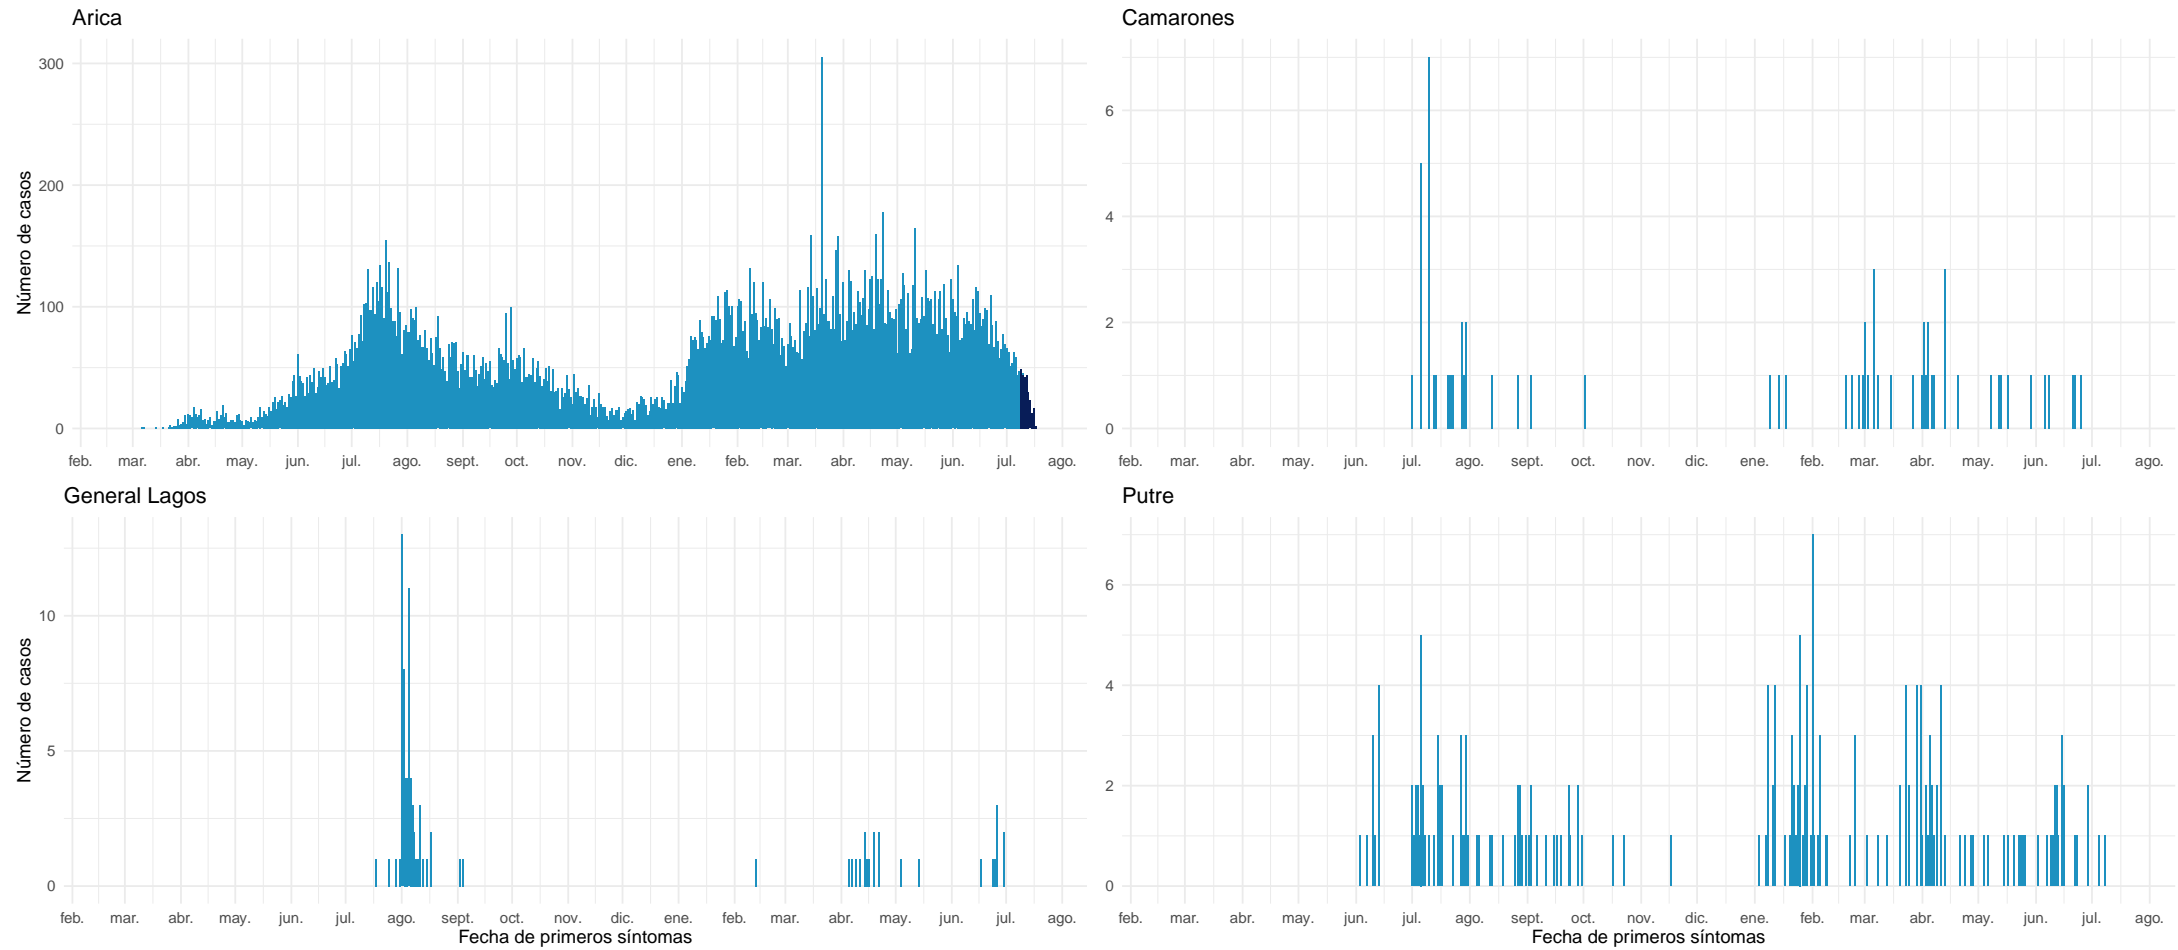 Arica
Número de casos
300
200
100
0
feb. mar. abr. may. jun. jul. ago. sept. oct. nov. dic. ene. feb. mar. abr. may. jun. jul. ago.
Camarones
6
4
2
0
feb. mar. abr. may. jun. jul. ago. sept. oct. nov. dic. ene. feb. mar. abr. may. jun. jul. ago.
General Lagos
Número de casos
10
5
0
feb. mar. abr. may. jun. jul. ago. sept. oct. nov. dic. ene. feb. mar. abr. may. jun. jul. ago.
Fecha de primeros síntomas
Putre
6
4
2
0
feb. mar. abr. may. jun. jul. ago. sept. oct. nov. dic. ene. feb. mar. abr. may. jun. jul. ago.
Fecha de primeros síntomas